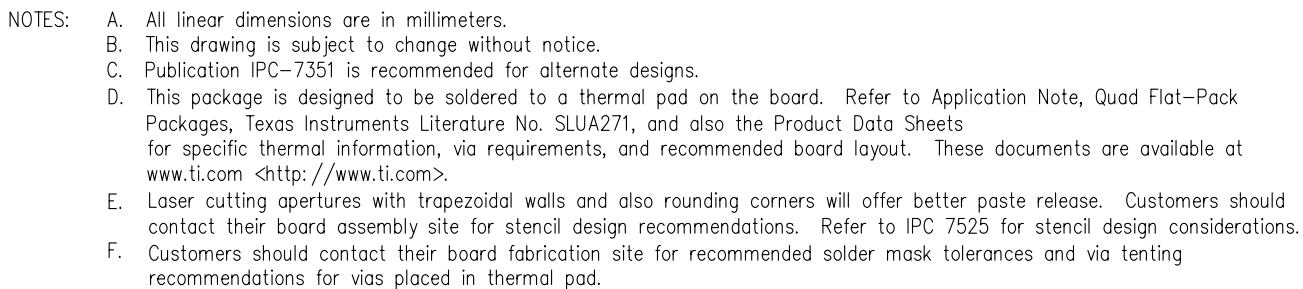 NOTES: A. All linear dimensions are in millimeters.
B. This drawing is subject to change without notice.
C. Publication IPC-7351 is recommended for alternate designs.
D. This package is designed to be soldered to a thermal pad on the board. Refer to Application Note, Quad Flat-Pack
Packages, Texas Instruments Literature No. SLUA271, and also the Product Data Sheets
for specific thermal information, via requirements, and recommended board layout. These documents are available at
www.ti.com <http: //www.ti.com>.
E. Laser cutting apertures with trapezoidal walls and also rounding corners will offer better paste release. Customers should
contact their board assembly site for stencil design recommendations. Refer to IPC 7525 for stencil design considerations.
F. Customers should contact their board fabrication site for recommended solder mask tolerances and via tenting
recommendations for vias placed in thermal pad.